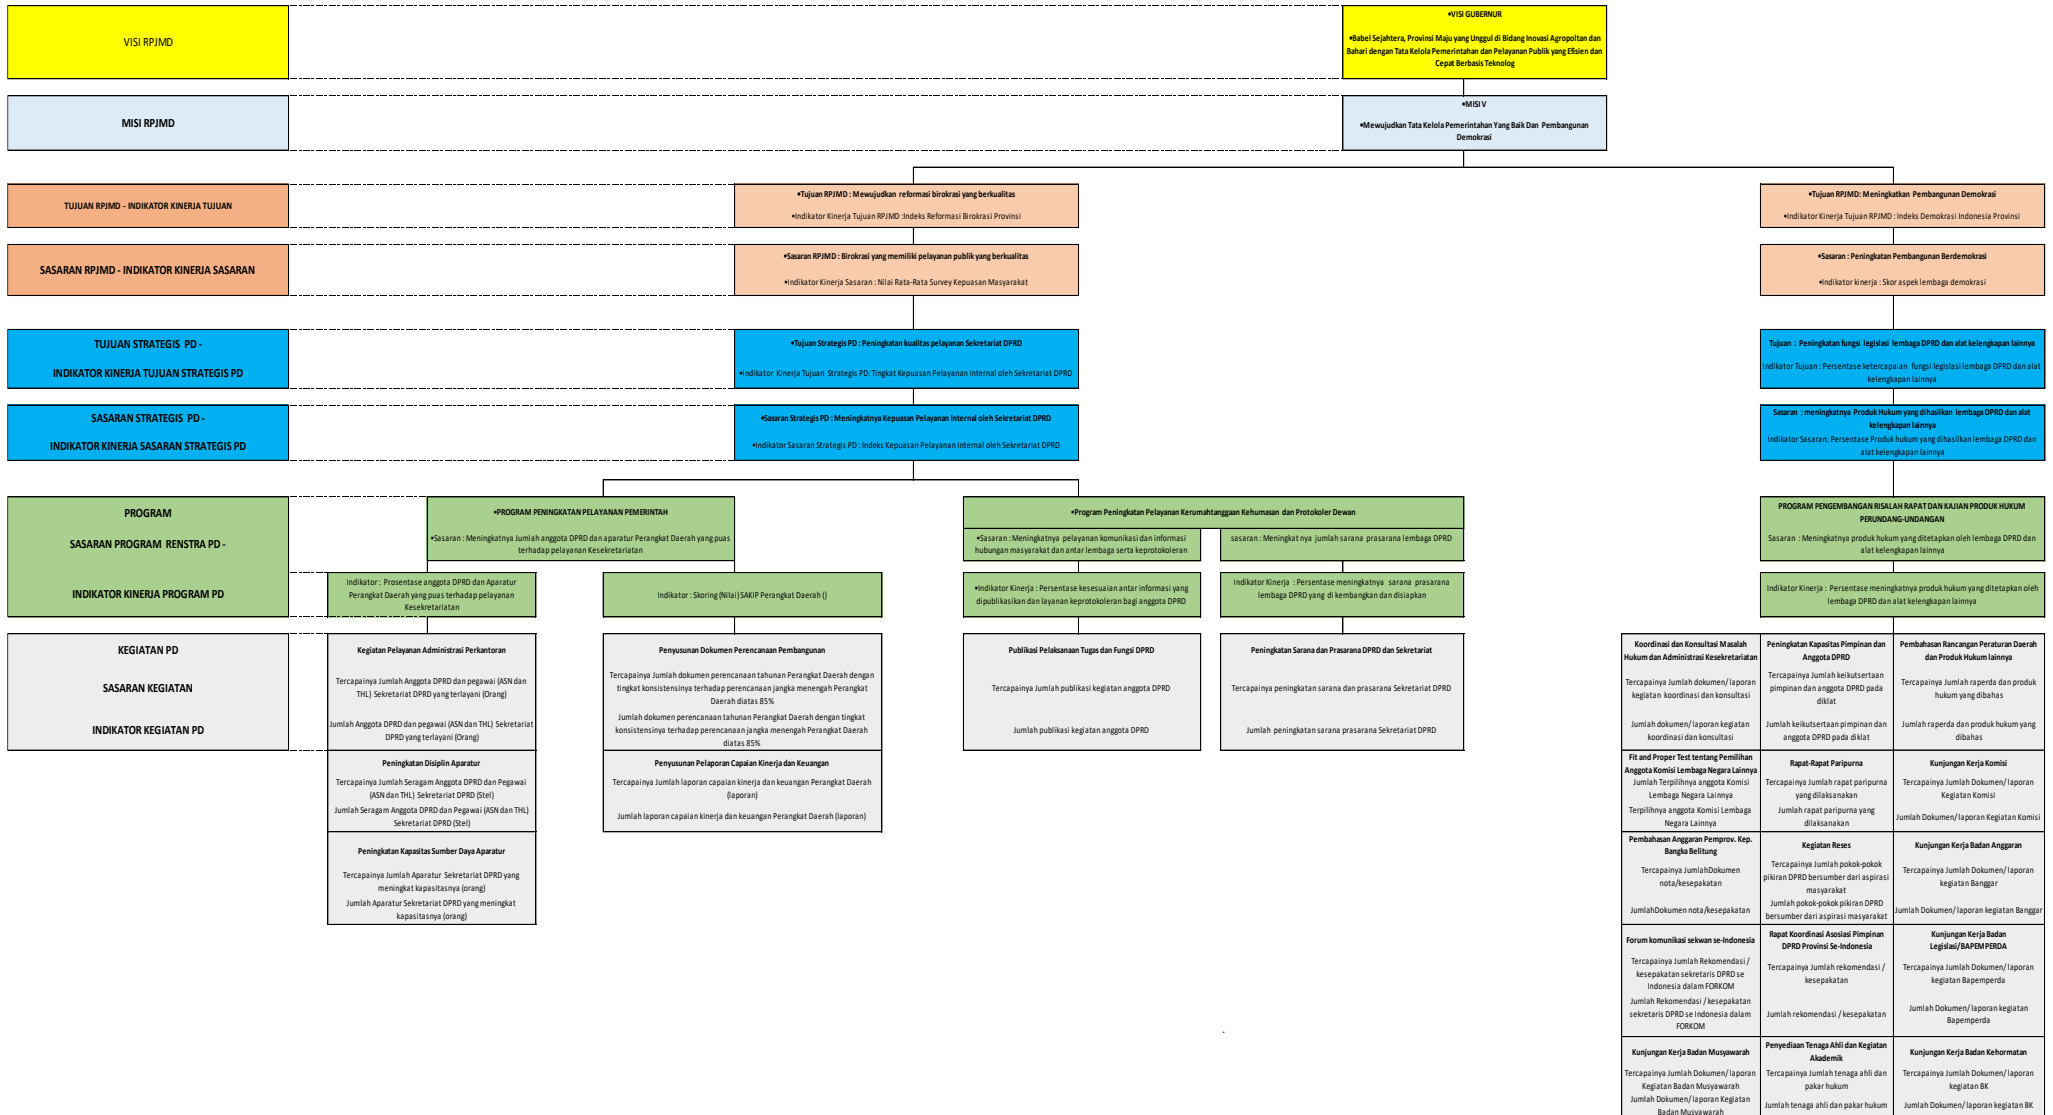 VISI RPJMD
•VISI GUBERNUR
•Babel Sejahtera, Provinsi Maju yang Unggul di Bidang Inovasi Agropoltan dan
Bahari dengan Tata Kelola Pemerintahan dan Pelayanan Publik yang Efisien dan
Cepat Berbasis Teknolog
MISI RPJMD
•MISI V
•Mewujudkan Tata Kelola Pemerintahan Yang Baik Dan Pembangunan
Demokrasi
TUJUAN RPJMD - INDIKATOR KINERJA TUJUAN
•Tujuan RPJMD : Mewujudkan reformasi birokrasi yang berkualitas
•Indikator Kinerja Tujuan RPJMD :Indeks Reformasi Birokrasi Provinsi
•Tujuan RPJMD: Meningkatkan Pembangunan Demokrasi
•Indikator Kinerja Tujuan RPJMD : Indeks Demokrasi Indonesia Provinsi
SASARAN RPJMD - INDIKATOR KINERJA SASARAN
•Sasaran RPJMD : Birokrasi yang memiliki pelayanan publik yang berkualitas
•Indikator Kinerja Sasaran : Nilai Rata-Rata Survey Kepuasan Masyarakat
•Sasaran : Peningkatan Pembangunan Berdemokrasi
•Indikator kinerja : Skor aspek lembaga demokrasi
TUJUAN STRATEGIS PD -
INDIKATOR KINERJA TUJUAN STRATEGIS PD
•Tujuan Strategis PD : Peningkatan kualitas pelayanan Sekretariat DPRD
•Indikator Kinerja Tujuan Strategis PD: Tingkat Kepuasan Pelayanan Internal oleh Sekretariat DPRD
Tujuan : Peningkatan fungsi legislasi lembaga DPRD dan alat kelengkapan lainnya
Indikator Tujuan : Persentase ketercapaian fungsi legislasi lembaga DPRD dan alat
kelengkapan lainnya
SASARAN STRATEGIS PD -
INDIKATOR KINERJA SASARAN STRATEGIS PD
•Sasaran Strategis PD : Meningkatnya Kepuasan Pelayanan Internal oleh Sekretariat DPRD
•Indikator Sasaran Strategis PD : Indeks Kepuasan Pelayanan Internal oleh Sekretariat DPRD
Sasaran : meningkatnya Produk Hukum yang dihasilkan lembaga DPRD dan alat
kelengkapan lainnya
Indikator Sasaran: Persentase Produk hukum yang dihasilkan lembaga DPRD dan
alat kelengkapan lainnya
PROGRAM
SASARAN PROGRAM RENSTRA PD -
INDIKATOR KINERJA PROGRAM PD
•PROGRAM PENINGKATAN PELAYANAN PEMERINTAH
•Sasaran : Meningkatnya Jumlah anggota DPRD dan aparatur Perangkat Daerah yang puas
terhadap pelayanan Kesekretariatan
•Program Peningkatan Pelayanan Kerumahtanggaan Kehumasan dan Protokoler Dewan
•Sasaran : Meningkatnya pelayanan komunikasi dan informasi
hubungan masyarakat dan antar lembaga serta keprotokoleran
sasaran : Meningkat nya jumlah sarana prasarana lembaga DPRD
PROGRAM PENGEMBANGAN RISALAH RAPAT DAN KAJIAN PRODUK HUKUM
PERUNDANG-UNDANGAN
Sasaran : Meningkatnya produk hukum yang ditetapkan oleh lembaga DPRD dan
alat kelengkapan lainnya
Indikator : Prosentase anggota DPRD dan Aparatur
Perangkat Daerah yang puas terhadap pelayanan
Kesekretariatan
Indikator : Skoring (Nilai) SAKIP Perangkat Daerah ()
•Indikator Kinerja : Persentase kesesuaian antar informasi yang
dipublikasikan dan layanan keprotokoleran bagi anggota DPRD
Indikator Kinerja : Persentase meningkatnya sarana prasarana
lembaga DPRD yang di kembangkan dan disiapkan
Indikator Kinerja : Persentase meningkatnya produk hukum yang ditetapkan oleh
lembaga DPRD dan alat kelengkapan lainnya
KEGIATAN PD
SASARAN KEGIATAN
INDIKATOR KEGIATAN PD
Kegiatan Pelayanan Administrasi Perkantoran
Tercapainya Jumlah Anggota DPRD dan pegawai (ASN dan
THL) Sekretariat DPRD yang terlayani (Orang)
Jumlah Anggota DPRD dan pegawai (ASN dan THL) Sekretariat
DPRD yang terlayani (Orang)
Peningkatan Disiplin Aparatur
Tercapainya Jumlah Seragam Anggota DPRD dan Pegawai
(ASN dan THL) Sekretariat DPRD (Stel)
Jumlah Seragam Anggota DPRD dan Pegawai (ASN dan THL)
Sekretariat DPRD (Stel)
Peningkatan Kapasitas Sumber Daya Aparatur
Tercapainya Jumlah Aparatur Sekretariat DPRD yang
meningkat kapasitasnya (orang)
Jumlah Aparatur Sekretariat DPRD yang meningkat
kapasitasnya (orang)
Penyusunan Dokumen Perencanaan Pembangunan
Tercapainya Jumlah dokumen perencanaan tahunan Perangkat Daerah dengan
tingkat konsistensinya terhadap perencanaan jangka menengah Perangkat
Daerah diatas 85%
Jumlah dokumen perencanaan tahunan Perangkat Daerah dengan tingkat
konsistensinya terhadap perencanaan jangka menengah Perangkat Daerah
diatas 85%
Penyusunan Pelaporan Capaian Kinerja dan Keuangan
Tercapainya Jumlah laporan capaian kinerja dan keuangan Perangkat Daerah
(laporan)
Jumlah laporan capaian kinerja dan keuangan Perangkat Daerah (laporan)
Publikasi Pelaksanaan Tugas dan Fungsi DPRD
Tercapainya Jumlah publikasi kegiatan anggota DPRD
Jumlah publikasi kegiatan anggota DPRD
Peningkatan Sarana dan Prasarana DPRD dan Sekretariat
Tercapainya peningkatan sarana dan prasarana Sekretariat DPRD
Jumlah peningkatan sarana prasarana Sekretariat DPRD
Koordinasi dan Konsultasi Masalah
Hukum dan Administrasi Kesekretariatan
Tercapainya Jumlah dokumen/ laporan
kegiatan koordinasi dan konsultasi
Jumlah dokumen/ laporan kegiatan
koordinasi dan konsultasi
Peningkatan Kapasitas Pimpinan dan
Anggota DPRD
Tercapainya Jumlah keikutsertaan
pimpinan dan anggota DPRD pada
diklat
Jumlah keikutsertaan pimpinan dan
anggota DPRD pada diklat
Pembahasan Rancangan Peraturan Daerah
dan Produk Hukum lainnya
Tercapainya Jumlah raperda dan produk
hukum yang dibahas
Jumlah raperda dan produk hukum yang
dibahas
Fit and Proper Test tentang Pemilihan
Anggota Komisi Lembaga Negara Lainnya
Jumlah Terpilihnya anggota Komisi
Lembaga Negara Lainnya
Terpilihnya anggota Komisi Lembaga
Negara Lainnya
Rapat-Rapat Paripurna
Tercapainya Jumlah rapat paripurna
yang dilaksanakan
Jumlah rapat paripurna yang
dilaksanakan
Kunjungan Kerja Komisi
Tercapainya Jumlah Dokumen/ laporan
Kegiatan Komisi
Jumlah Dokumen/ laporan Kegiatan Komisi
Pembahasan Anggaran Pemprov. Kep.
Bangka Belitung
Tercapainya JumlahDokumen
nota/kesepakatan
JumlahDokumen nota/kesepakatan
Kegiatan Reses
Tercapainya Jumlah pokok-pokok
pikiran DPRD bersumber dari aspirasi
masyarakat
Jumlah pokok-pokok pikiran DPRD
bersumber dari aspirasi masyarakat
Kunjungan Kerja Badan Anggaran
Tercapainya Jumlah Dokumen/ laporan
kegiatan Banggar
Jumlah Dokumen/ laporan kegiatan Banggar
Forum komunikasi sekwan se-Indonesia
Tercapainya Jumlah Rekomendasi /
kesepakatan sekretaris DPRD se
Indonesia dalam FORKOM
Jumlah Rekomendasi / kesepakatan
sekretaris DPRD se Indonesia dalam
FORKOM
Rapat Koordinasi Asosiasi Pimpinan
DPRD Provinsi Se-Indonesia
Tercapainya Jumlah rekomendasi /
kesepakatan
Jumlah rekomendasi / kesepakatan
Kunjungan Kerja Badan
Legislasi/BAPEMPERDA
Tercapainya Jumlah Dokumen/ laporan
kegiatan Bapemperda
Jumlah Dokumen/ laporan kegiatan
Bapemperda
Kunjungan Kerja Badan Musyawarah
Tercapainya Jumlah Dokumen/ laporan
Kegiatan Badan Musyawarah
Jumlah Dokumen/ laporan Kegiatan
Badan Musyawarah
Penyediaan Tenaga Ahli dan Kegiatan
Akademik
Tercapainya Jumlah tenaga ahli dan
pakar hukum
Jumlah tenaga ahli dan pakar hukum
Kunjungan Kerja Badan Kehormatan
Tercapainya Jumlah Dokumen/ laporan
kegiatan BK
Jumlah Dokumen/ laporan kegiatan BK